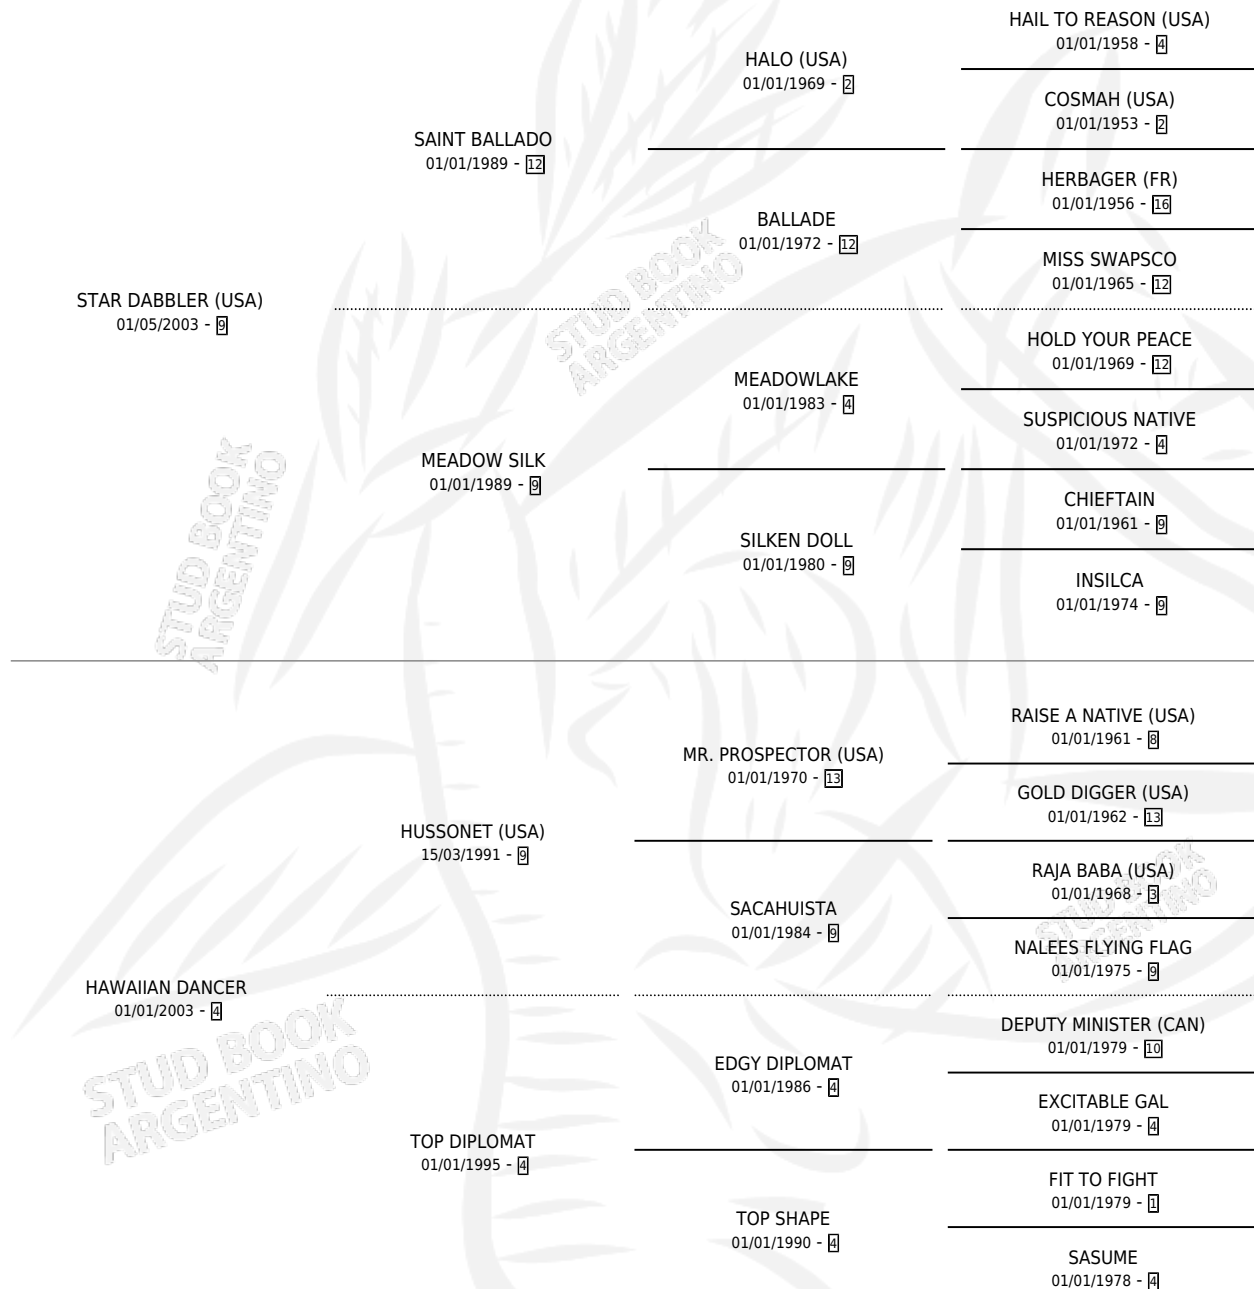 HAIL TO REASON (USA)
01/01/1958 - 4
HALO (USA)
01/01/1969 - 2
COSMAH (USA)
01/01/1953 - 2
SAINT BALLADO
01/01/1989 - 12
HERBAGER (FR)
01/01/1956 - 16
BALLADE
01/01/1972 - 12
MISS SWAPSCO
01/01/1965 - 12
STAR DABBLER (USA)
01/05/2003 - 9
HOLD YOUR PEACE
01/01/1969 - 12
MEADOWLAKE
01/01/1983 - 4
SUSPICIOUS NATIVE
01/01/1972 - 4
MEADOW SILK
01/01/1989 - 9
CHIEFTAIN
01/01/1961 - 9
SILKEN DOLL
01/01/1980 - 9
INSILCA
01/01/1974 - 9
RAISE A NATIVE (USA)
01/01/1961 - 8
MR. PROSPECTOR (USA)
01/01/1970 - 13
GOLD DIGGER (USA)
01/01/1962 - 13
HUSSONET (USA)
15/03/1991 - 9
RAJA BABA (USA)
01/01/1968 - 3
SACAHUISTA
01/01/1984 - 9
NALEES FLYING FLAG
01/01/1975 - 9
HAWAIIAN DANCER
01/01/2003 - 4
DEPUTY MINISTER (CAN)
01/01/1979 - 10
EDGY DIPLOMAT
01/01/1986 - 4
EXCITABLE GAL
01/01/1979 - 4
TOP DIPLOMAT
01/01/1995 - 4
FIT TO FIGHT
01/01/1979 - 1
TOP SHAPE
01/01/1990 - 4
SASUME
01/01/1978 - 4
STUD BOOK
ARGENTINO
STUD BOOK
ARGENTINO
STUD BOOK
ARGENTINO
STUD BOOK
ARGENTINO